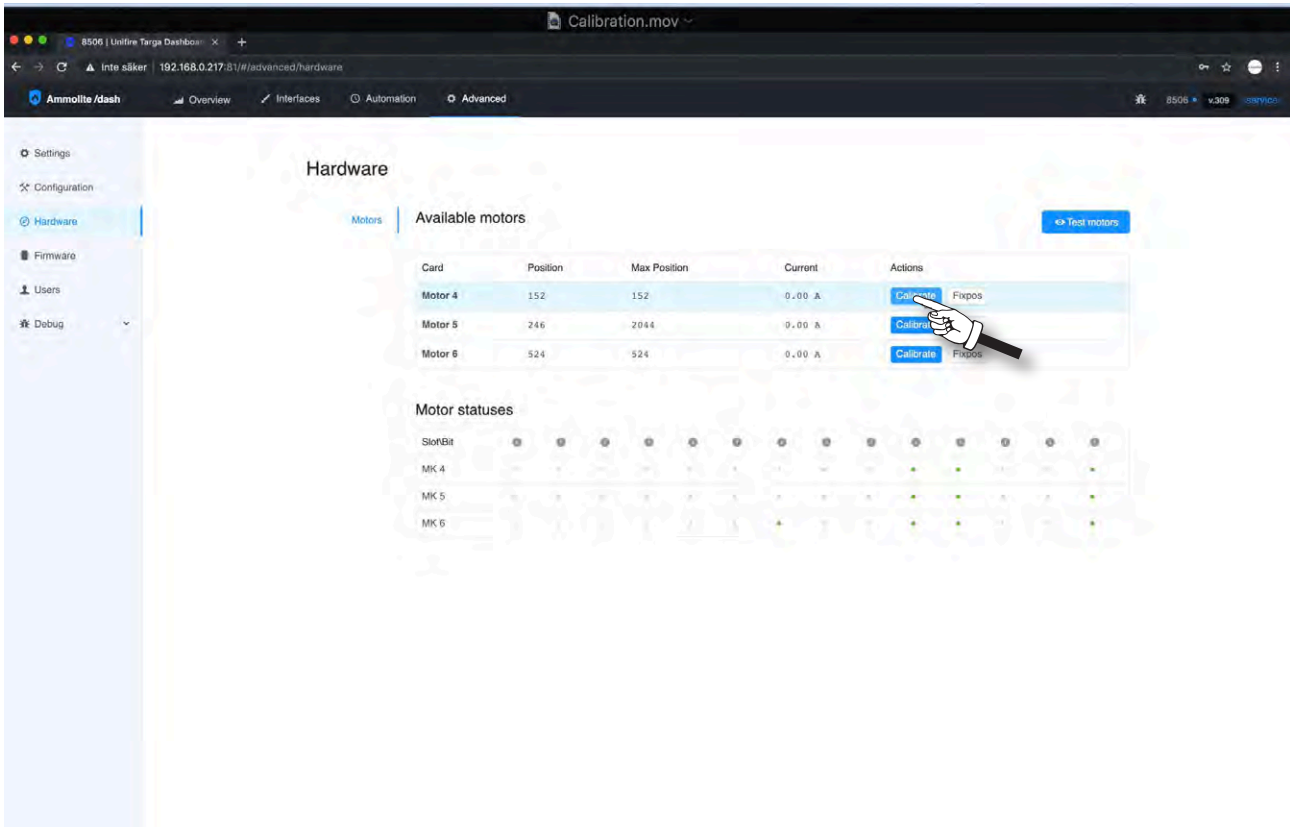 Calibration.mov
8506 | Unifire Targa Dashboar
Inte säker 192.168.0.217:81/#/advanced/hardware
Ammolite /dash Overview Interfaces Automation Advanced 8506 v.309 service
Settings
Configuration
Hardware
Firmware
Users
Debug
Hardware
Motors
Available motors
Test motors
Card Position Max Position Current Actions
Motor 4 152 152 0.00 A Calibrate Fixpos
Motor 5 246 2044 0.00 A
Motor 6 524 524 0.00 A Calibrate Fixpos
Motor statuses
Slot\Bit
MK 4
MK 5
MK 6